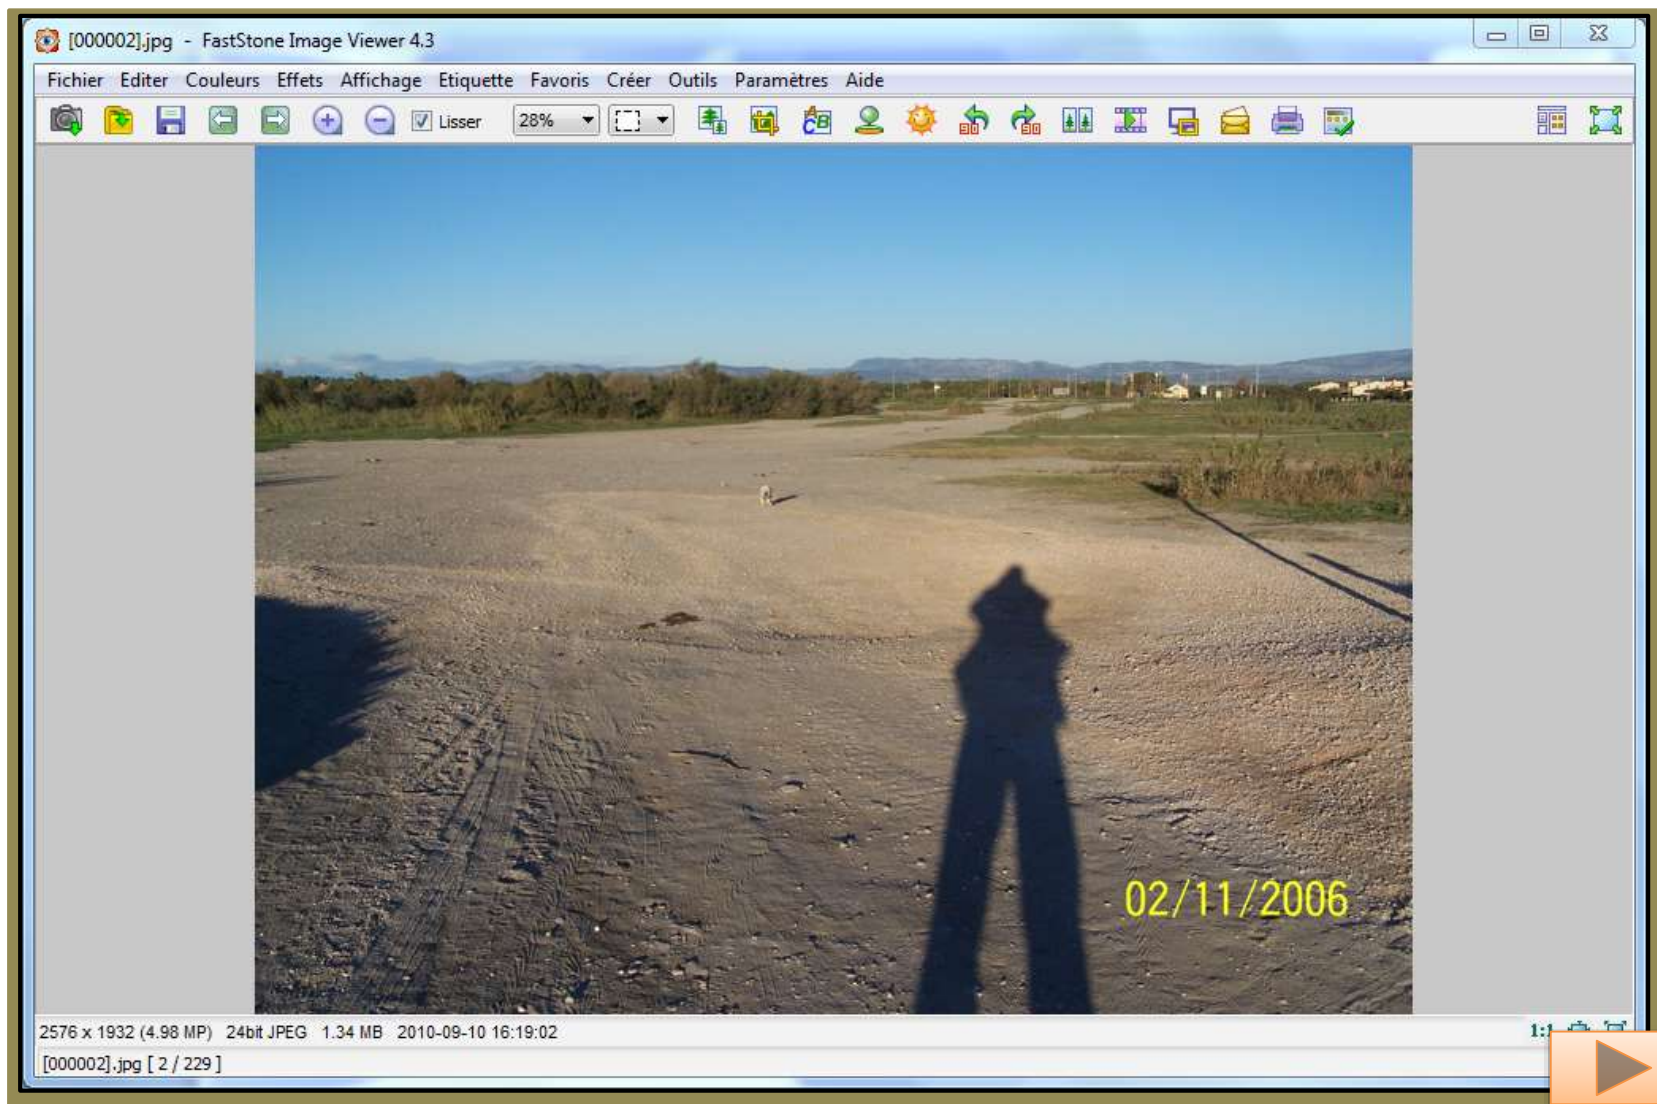 [000002].jpg - FastStone Image Viewer 4.3
Fichier Editer Couleurs Effets Affichage Etiquette Favoris Créer Outils Paramètres Aide
Lisser 28%
02/11/2006
2576 x 1932 (4.98 MP) 24bit JPEG 1.34 MB 2010-09-10 16:19:02
[000002].jpg [ 2 / 229 ]